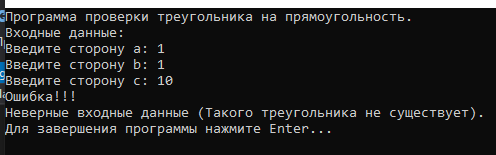 Программа проверки треугольника на прямоугольность.
Входные данные:
Введите сторону a: 1
Введите сторону b: 1
Введите сторону c: 10
Ошибка!!!
Неверные входные данные (Такого треугольника не существует).
Для завершения программы нажмите Enter...